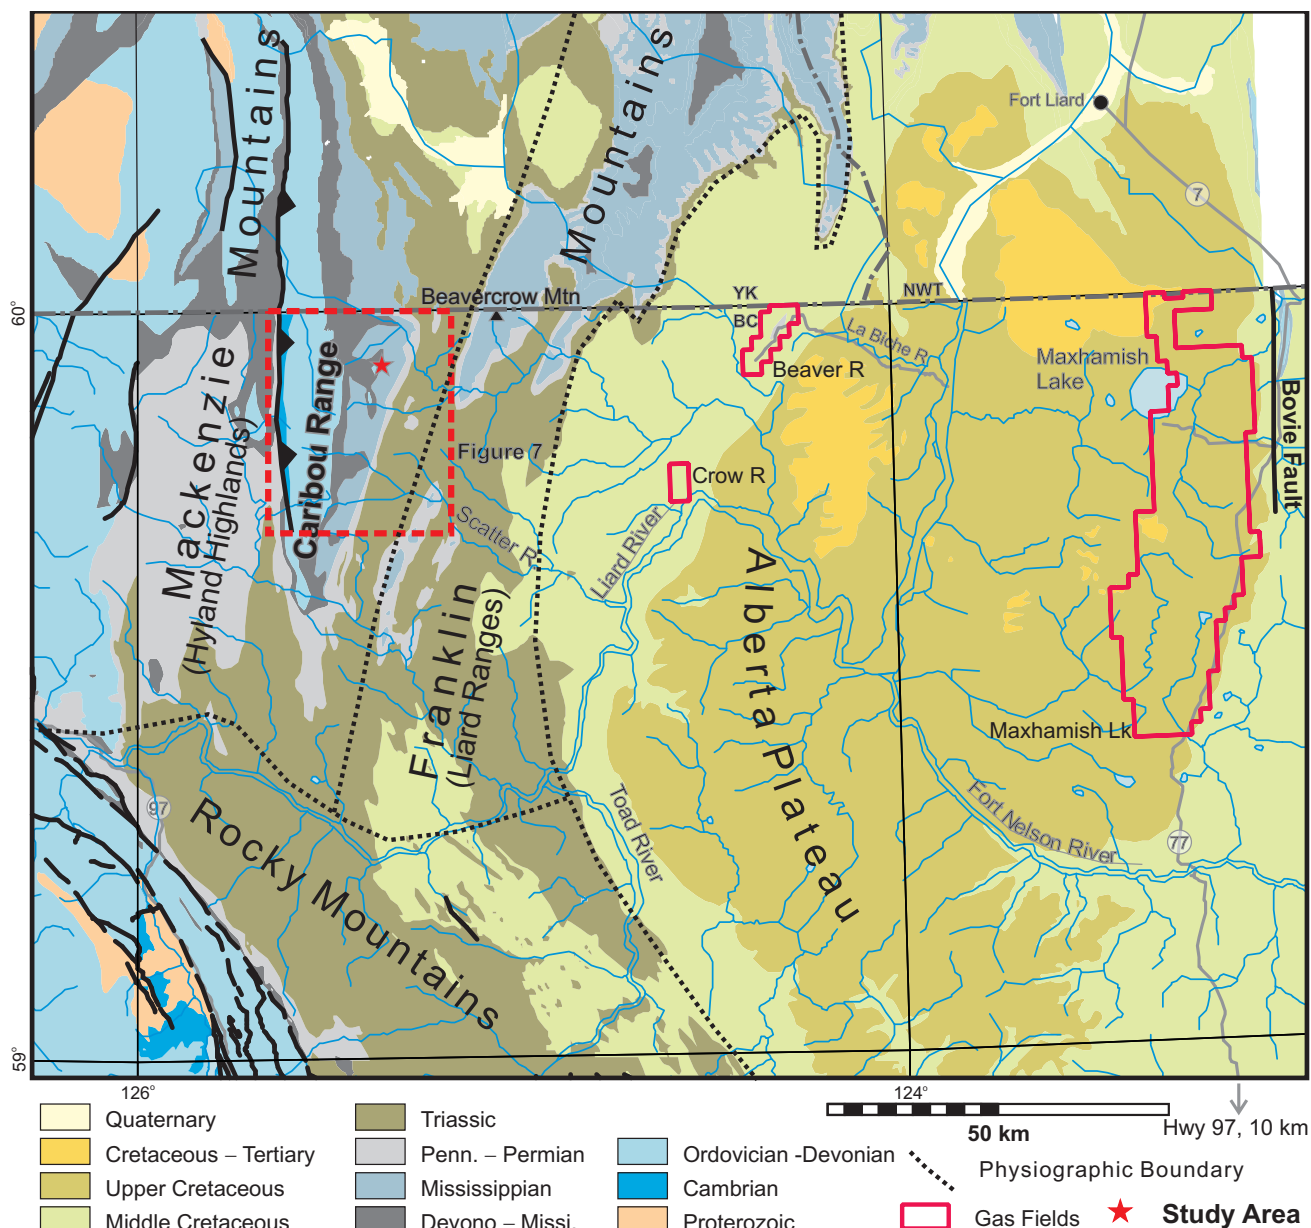 Mountains
Mountains
Fort Liard
7
60°
Beavercrow Mtn
YK
NWT
BC
La Biche R
Beaver R
Maxhamish
Lake
Bovie Fault
Mackenzie
(Hyland Highlands)
Caribou Range
Figure 7
Crow R
Scatter R
Liard River
Franklin
(Liard Ranges)
Alberta Plateau
Maxhamish Lk
97
Rocky Mountains
Toad River
Fort Nelson River
77
59°
126°
124°
50 km
Hwy 97, 10 km
Quaternary
Cretaceous – Tertiary
Upper Cretaceous
Middle Cretaceous
Triassic
Penn. – Permian
Mississippian
Devono – Missi.
Ordovician -Devonian
Cambrian
Proterozoic
Physiographic Boundary
Gas Fields
Study Area